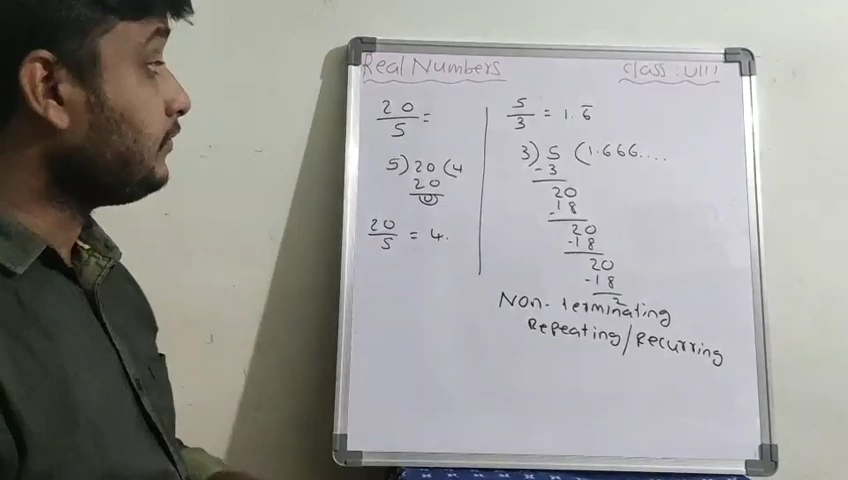 Real Numbers
Class: VIII
20/5 =
5) 20 (4
20
0
20/5 = 4.
5/3 = 1.6̅
3) 5 (1.666....
-3
20
-18
20
-18
20
-18
2
Non-terminating
Repeating/Recurring